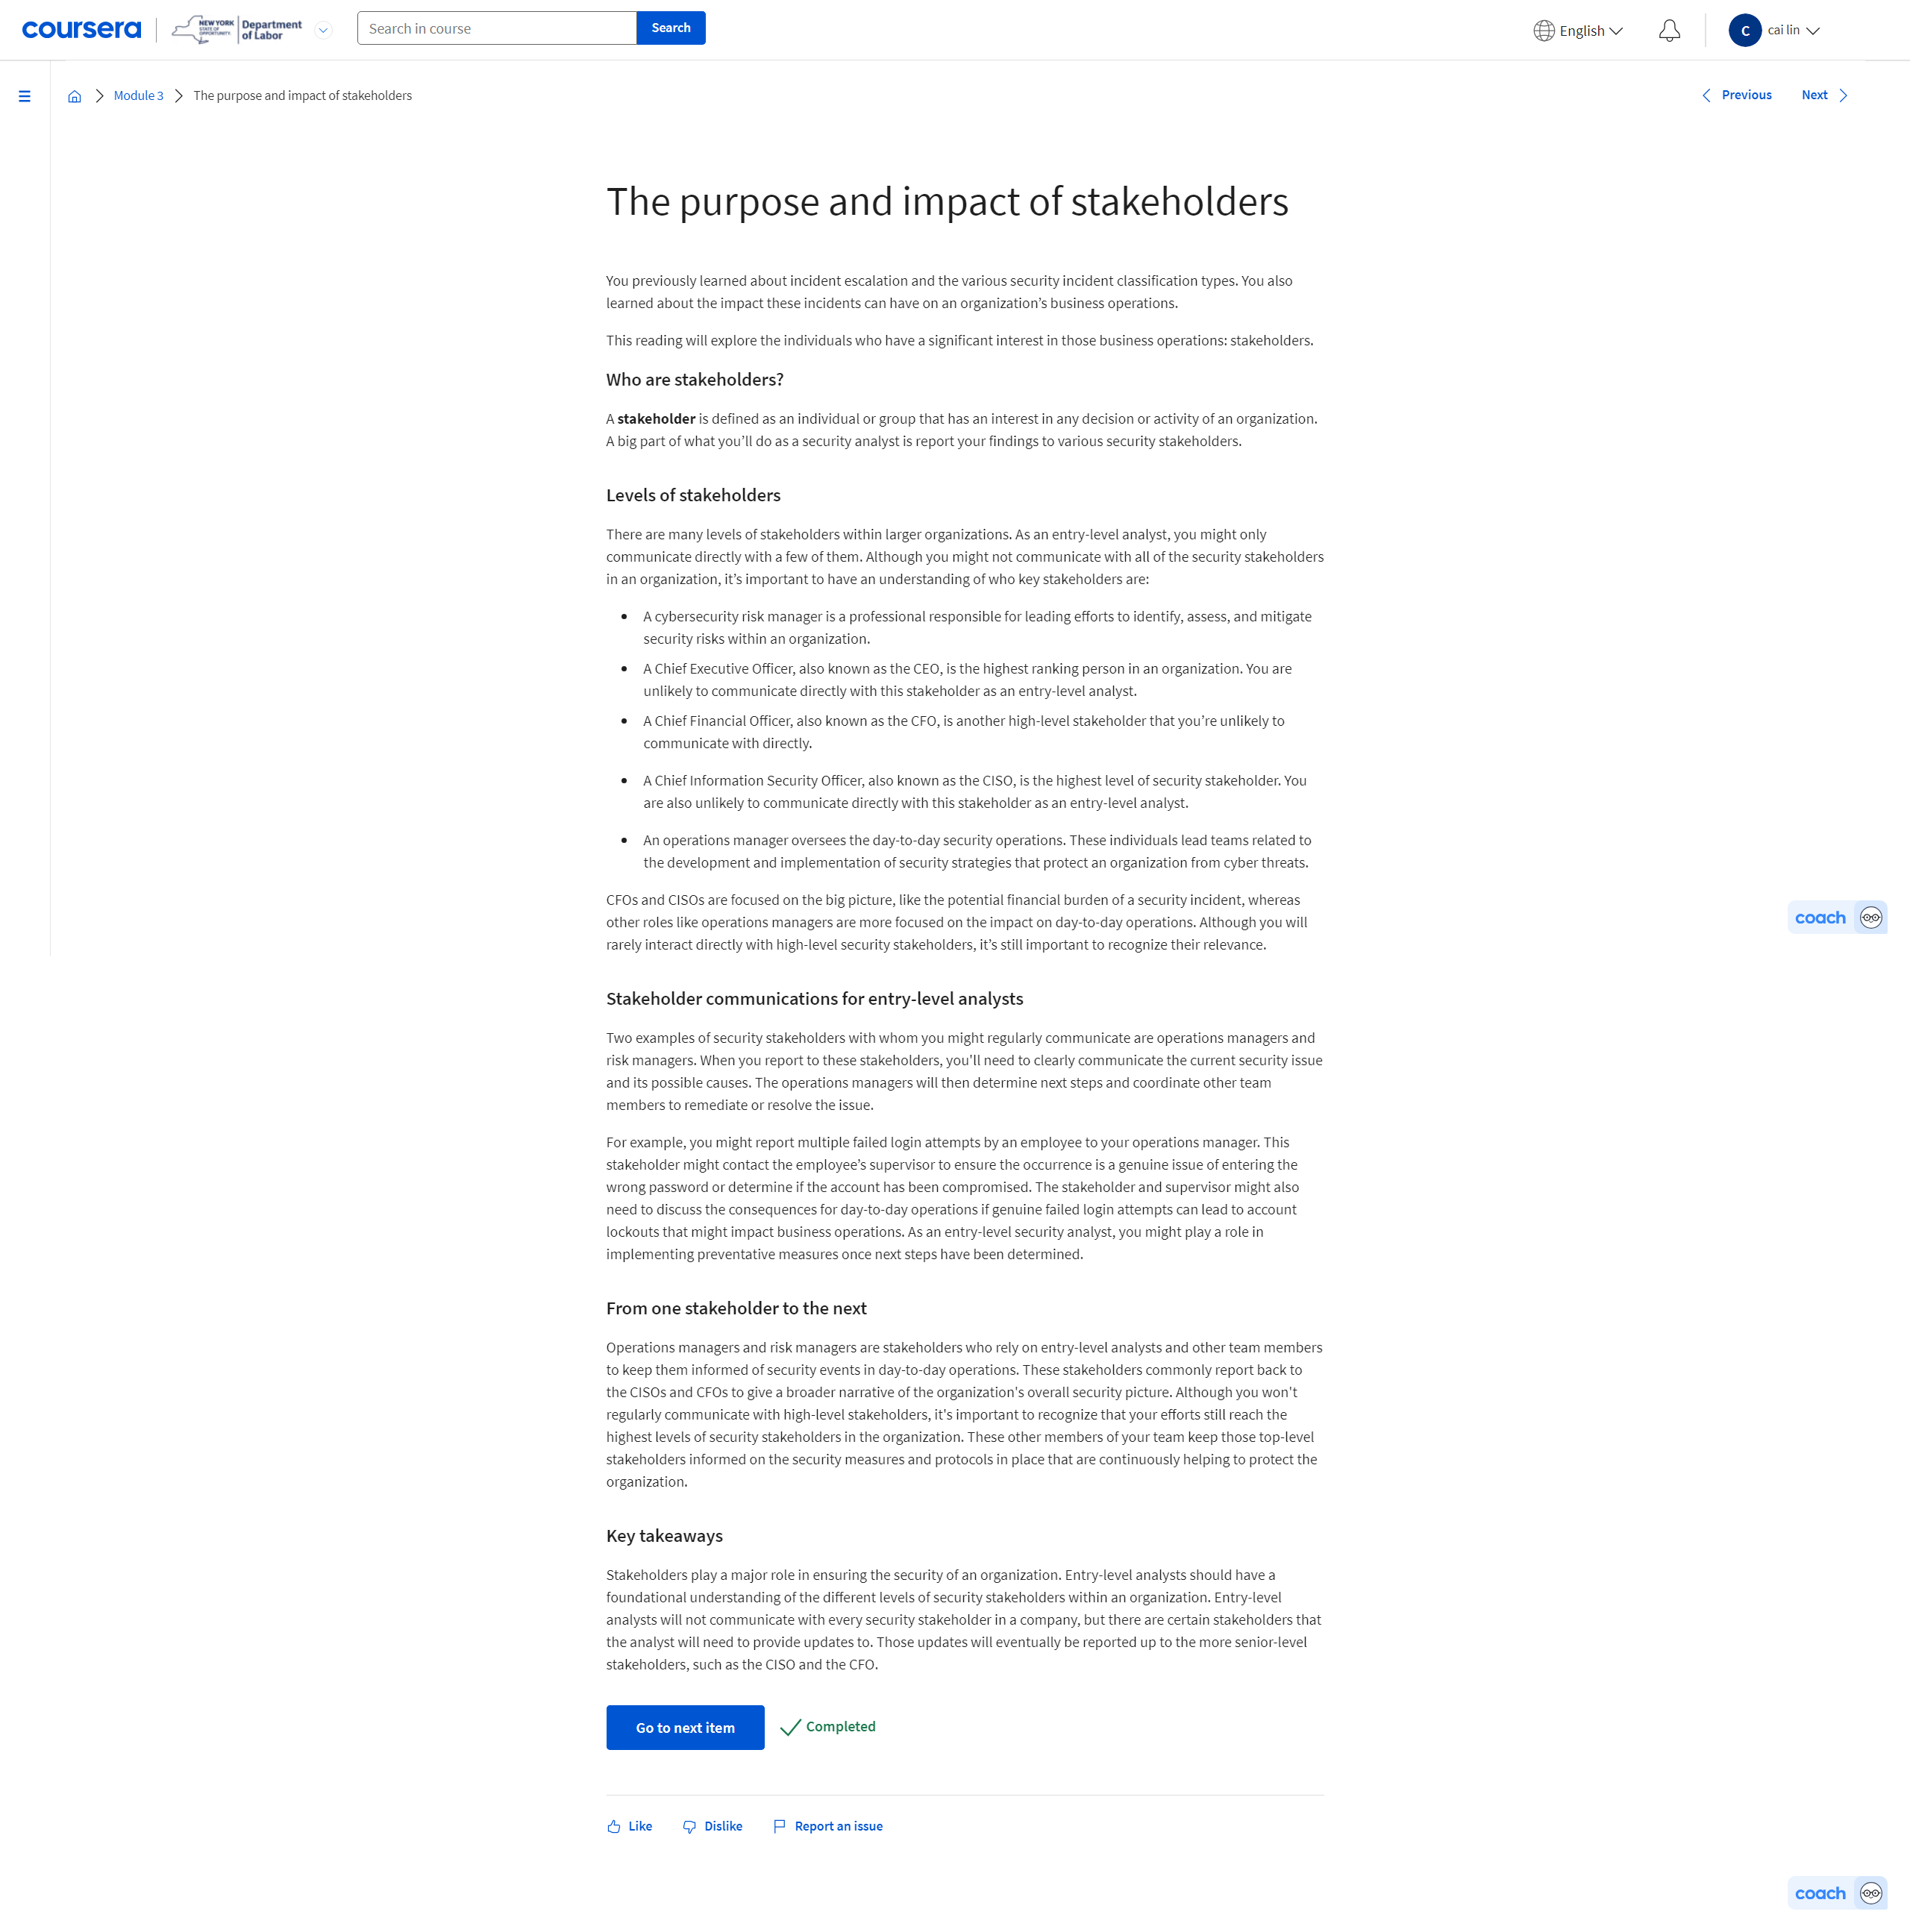 coursera
NEW YORK
STATE OF
OPPORTUNITY
Department
of Labor
Search in course
Search
English
C
cai lin
Module 3
The purpose and impact of stakeholders
Previous
Next
The purpose and impact of stakeholders
You previously learned about incident escalation and the various security incident classification types. You also
learned about the impact these incidents can have on an organization’s business operations.
This reading will explore the individuals who have a significant interest in those business operations: stakeholders.
Who are stakeholders?
A stakeholder is defined as an individual or group that has an interest in any decision or activity of an organization.
A big part of what you’ll do as a security analyst is report your findings to various security stakeholders.
Levels of stakeholders
There are many levels of stakeholders within larger organizations. As an entry-level analyst, you might only
communicate directly with a few of them. Although you might not communicate with all of the security stakeholders
in an organization, it’s important to have an understanding of who key stakeholders are:
A cybersecurity risk manager is a professional responsible for leading efforts to identify, assess, and mitigate
security risks within an organization.
A Chief Executive Officer, also known as the CEO, is the highest ranking person in an organization. You are
unlikely to communicate directly with this stakeholder as an entry-level analyst.
A Chief Financial Officer, also known as the CFO, is another high-level stakeholder that you’re unlikely to
communicate with directly.
A Chief Information Security Officer, also known as the CISO, is the highest level of security stakeholder. You
are also unlikely to communicate directly with this stakeholder as an entry-level analyst.
An operations manager oversees the day-to-day security operations. These individuals lead teams related to
the development and implementation of security strategies that protect an organization from cyber threats.
CFOs and CISOs are focused on the big picture, like the potential financial burden of a security incident, whereas
other roles like operations managers are more focused on the impact on day-to-day operations. Although you will
rarely interact directly with high-level security stakeholders, it’s still important to recognize their relevance.
coach
Stakeholder communications for entry-level analysts
Two examples of security stakeholders with whom you might regularly communicate are operations managers and
risk managers. When you report to these stakeholders, you'll need to clearly communicate the current security issue
and its possible causes. The operations managers will then determine next steps and coordinate other team
members to remediate or resolve the issue.
For example, you might report multiple failed login attempts by an employee to your operations manager. This
stakeholder might contact the employee’s supervisor to ensure the occurrence is a genuine issue of entering the
wrong password or determine if the account has been compromised. The stakeholder and supervisor might also
need to discuss the consequences for day-to-day operations if genuine failed login attempts can lead to account
lockouts that might impact business operations. As an entry-level security analyst, you might play a role in
implementing preventative measures once next steps have been determined.
From one stakeholder to the next
Operations managers and risk managers are stakeholders who rely on entry-level analysts and other team members
to keep them informed of security events in day-to-day operations. These stakeholders commonly report back to
the CISOs and CFOs to give a broader narrative of the organization's overall security picture. Although you won't
regularly communicate with high-level stakeholders, it's important to recognize that your efforts still reach the
highest levels of security stakeholders in the organization. These other members of your team keep those top-level
stakeholders informed on the security measures and protocols in place that are continuously helping to protect the
organization.
Key takeaways
Stakeholders play a major role in ensuring the security of an organization. Entry-level analysts should have a
foundational understanding of the different levels of security stakeholders within an organization. Entry-level
analysts will not communicate with every security stakeholder in a company, but there are certain stakeholders that
the analyst will need to provide updates to. Those updates will eventually be reported up to the more senior-level
stakeholders, such as the CISO and the CFO.
Go to next item
Completed
Like
Dislike
Report an issue
coach